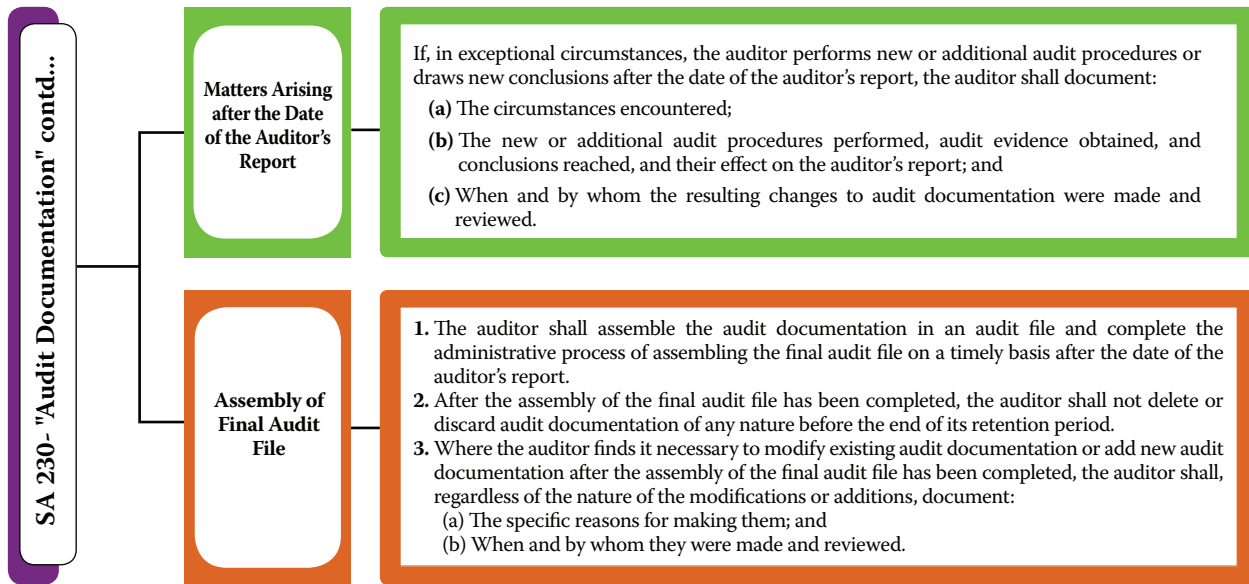 SA 230- "Audit Documentation" contd...
Matters Arising
after the Date
of the Auditor's
Report
If, in exceptional circumstances, the auditor performs new or additional audit procedures or
draws new conclusions after the date of the auditor's report, the auditor shall document:
(a) The circumstances encountered;
(b) The new or additional audit procedures performed, audit evidence obtained, and
conclusions reached, and their effect on the auditor's report; and
(c) When and by whom the resulting changes to audit documentation were made and
reviewed.
Assembly of
Final Audit
File
1. The auditor shall assemble the audit documentation in an audit file and complete the
administrative process of assembling the final audit file on a timely basis after the date of the
auditor's report.
2. After the assembly of the final audit file has been completed, the auditor shall not delete or
discard audit documentation of any nature before the end of its retention period.
3. Where the auditor finds it necessary to modify existing audit documentation or add new audit
documentation after the assembly of the final audit file has been completed, the auditor shall,
regardless of the nature of the modifications or additions, document:
(a) The specific reasons for making them; and
(b) When and by whom they were made and reviewed.